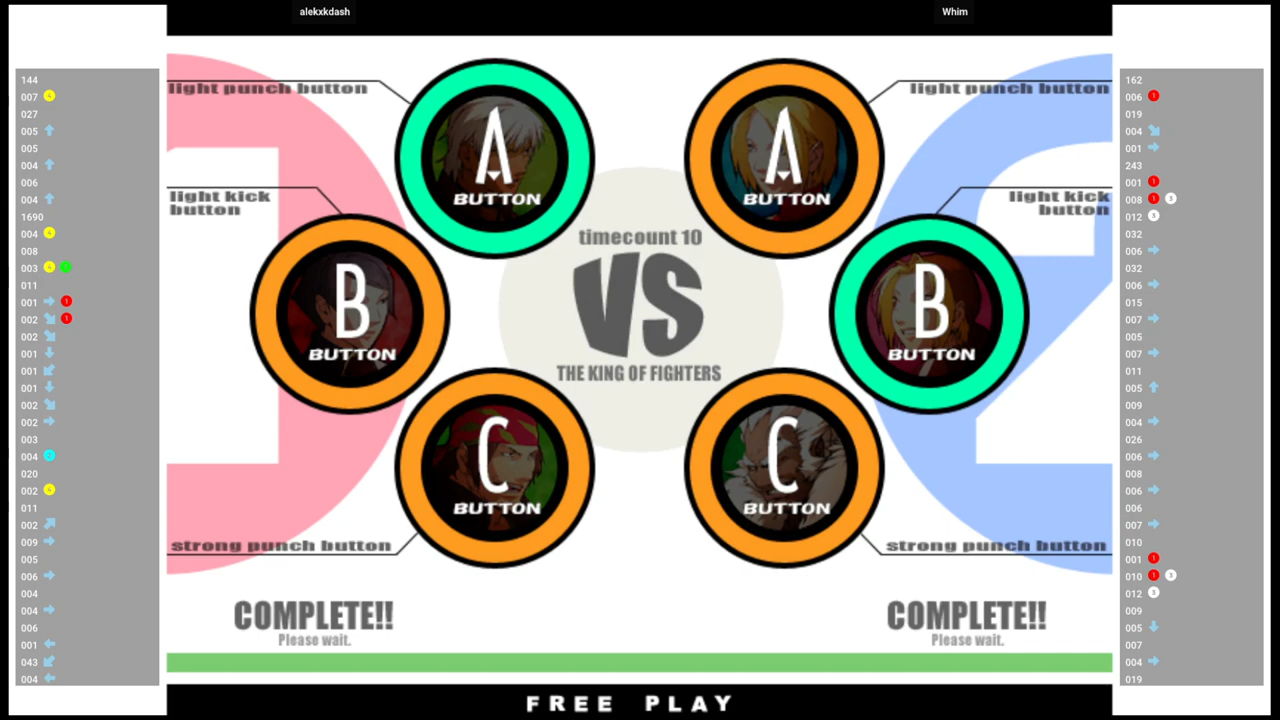 alekxkdash
Whim
light punch button
light punch button
A
BUTTON
A
BUTTON
light kick
button
light kick
button
timecount 10
VS
THE KING OF FIGHTERS
B
BUTTON
B
BUTTON
C
BUTTON
C
BUTTON
strong punch button
strong punch button
COMPLETE!!
Please wait.
COMPLETE!!
Please wait.
FREE PLAY
144
007
027
005
005
004
006
004
1690
004
008
003
011
001
002
002
001
001
001
002
002
003
004
020
002
011
002
009
005
006
004
004
006
001
043
004
162
006
019
004
001
243
001
008
012
032
006
032
006
015
007
005
007
011
005
009
004
026
006
008
006
006
007
010
001
010
012
009
005
007
004
019